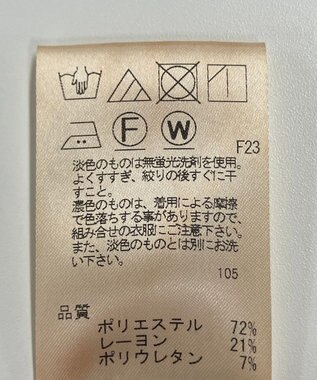 F W
F23
淡色のものは無蛍光洗剤を使用。
よくすすぎ、絞りの後すぐに干
すこと。
濃色のものは、着用による摩擦
で色落ちする事がありますので、
組み合せの衣服にご注意下さい。
また、淡色のものとは別にお洗
い下さい。
105
品質
ポリエステル 72%
レーヨン 21%
ポリウレタン 7%